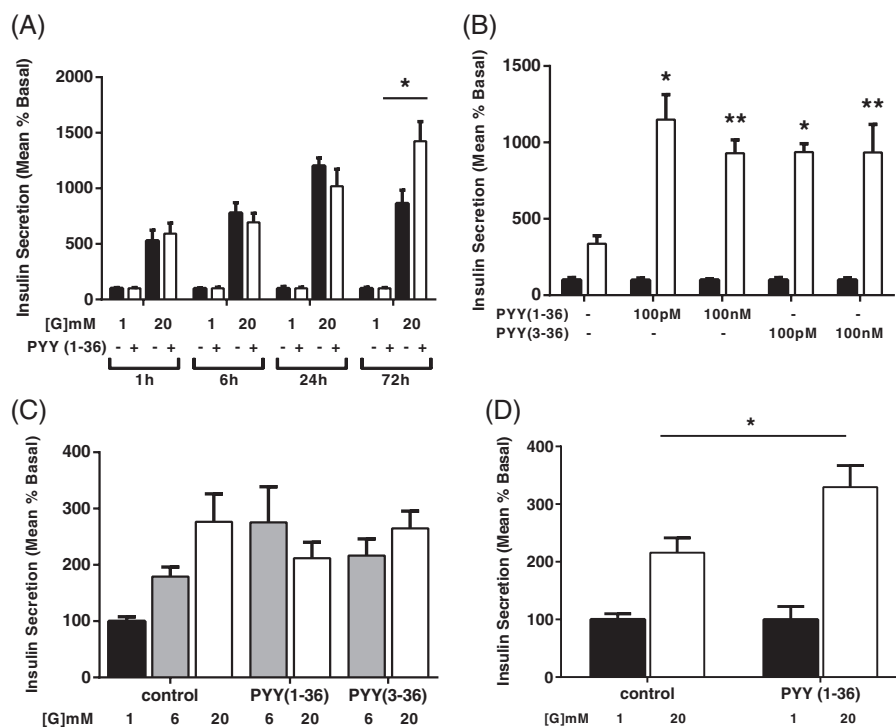 (A)
Insulin Secretion (Mean % Basal)
2000
1500
1000
500
0
*
[G]mM 1 20 1 20 1 20 1 20
PYY (1-36) - + - + - + - + - + - + - + - +
1h 6h 24h 72h
(B)
Insulin Secretion (Mean % Basal)
1500
1000
500
0
* ** * **
PYY(1-36) - 100pM 100nM - -
PYY(3-36) - - - 100pM 100nM
(C)
Insulin Secretion (Mean % Basal)
400
300
200
100
0
control PYY(1-36) PYY(3-36)
[G]mM 1 6 20 6 20 6 20
(D)
Insulin Secretion (Mean % Basal)
400
300
200
100
0
*
control PYY (1-36)
[G]mM 1 20 1 20